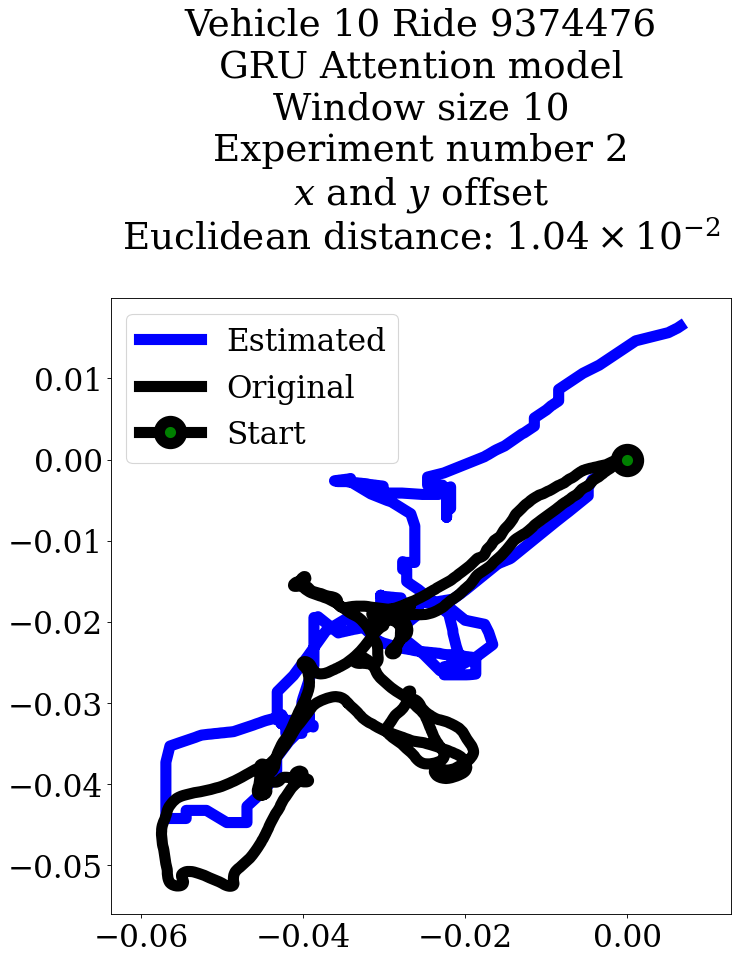 Vehicle 10 Ride 9374476
GRU Attention model
Window size 10
Experiment number 2
x and y offset
Euclidean distance: 1.04 × 10⁻²
Estimated
Original
Start
0.01
0.00
−0.01
−0.02
−0.03
−0.04
−0.05
−0.06
−0.04
−0.02
0.00